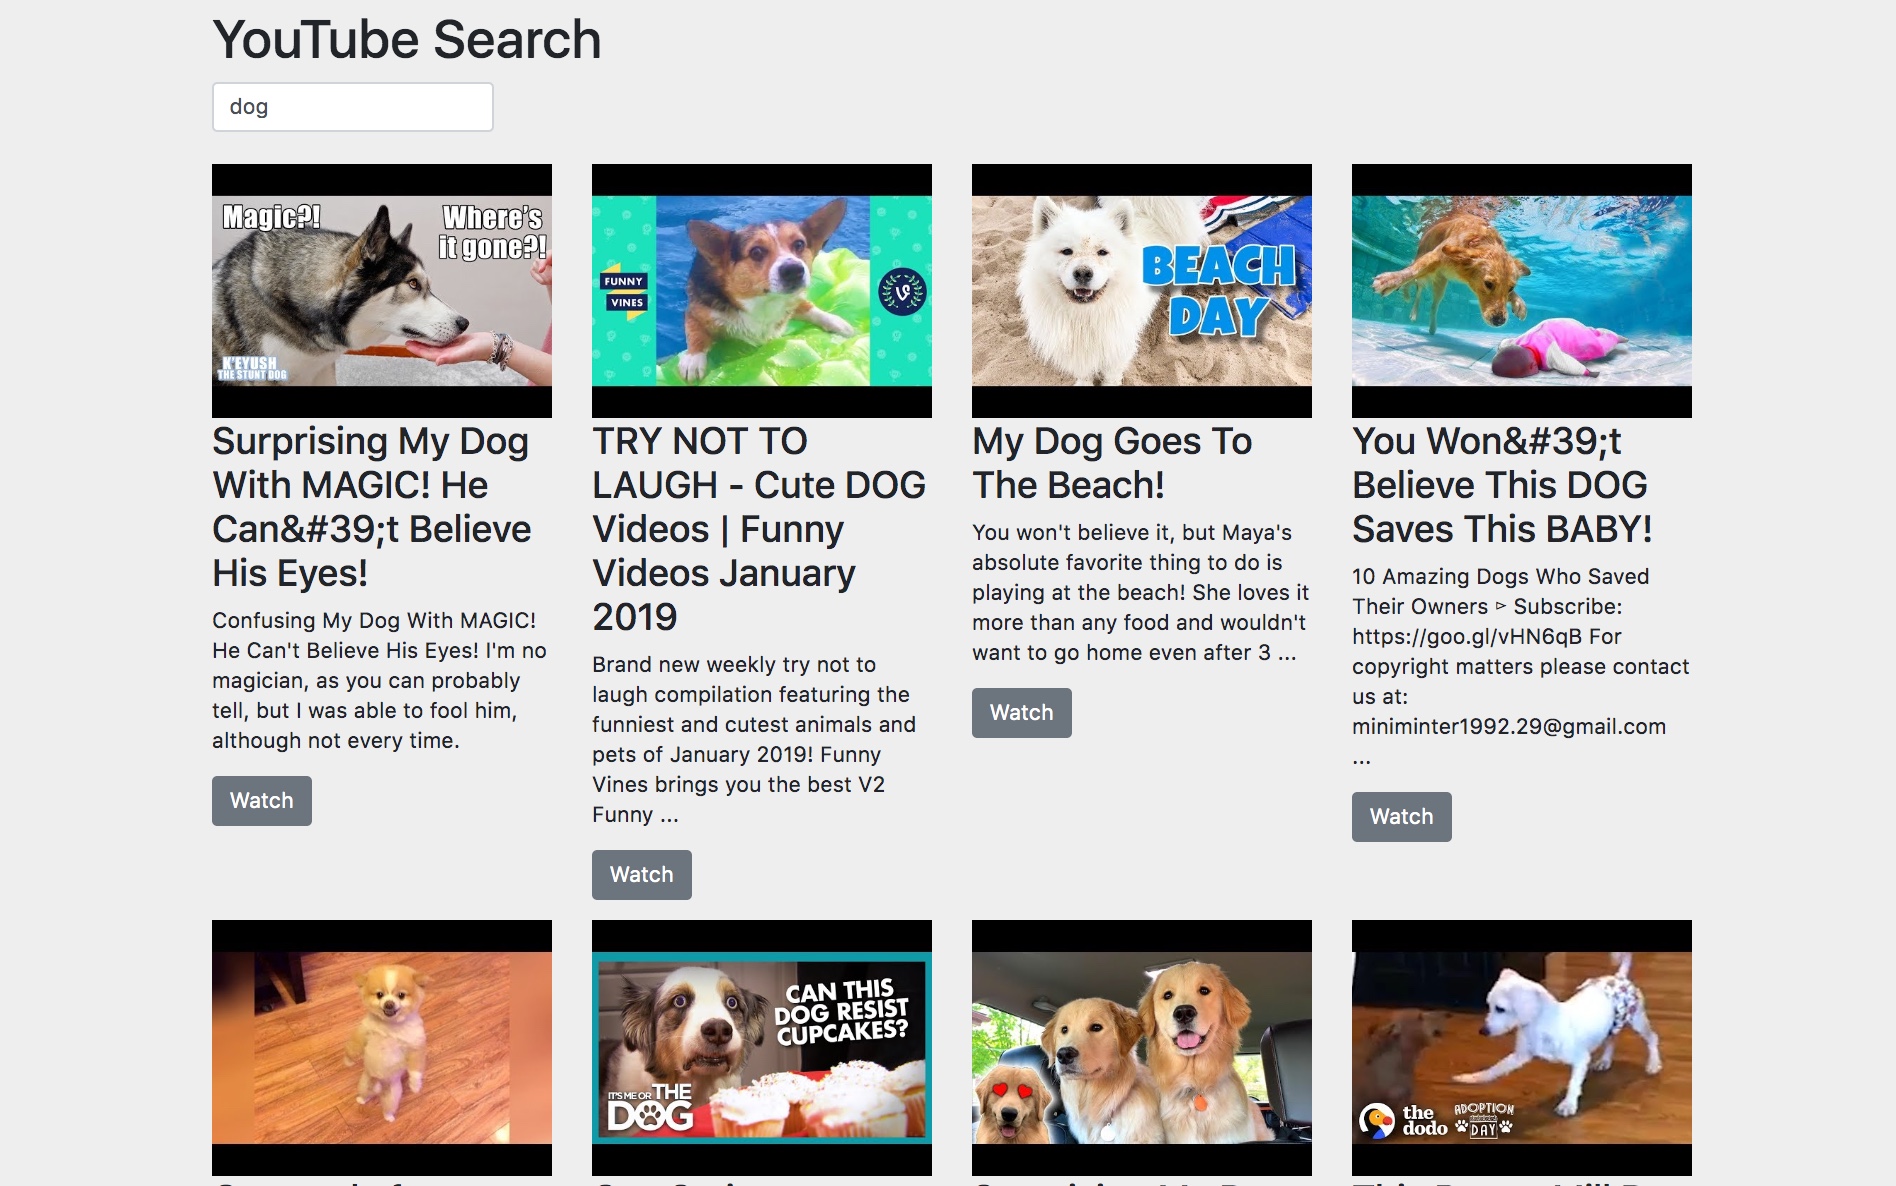 YouTube Search
dog
Magic?!
Where's
it gone?!
K'EYUSH
THE STUNT DOG
FUNNY
VINES
BEACH
DAY
Surprising My Dog
With MAGIC! He
Can&#39;t Believe
His Eyes!
Confusing My Dog With MAGIC!
He Can't Believe His Eyes! I'm no
magician, as you can probably
tell, but I was able to fool him,
although not every time.
Watch
TRY NOT TO
LAUGH - Cute DOG
Videos | Funny
Videos January
2019
Brand new weekly try not to
laugh compilation featuring the
funniest and cutest animals and
pets of January 2019! Funny
Vines brings you the best V2
Funny ...
Watch
My Dog Goes To
The Beach!
You won't believe it, but Maya's
absolute favorite thing to do is
playing at the beach! She loves it
more than any food and wouldn't
want to go home even after 3 ...
Watch
You Won&#39;t
Believe This DOG
Saves This BABY!
10 Amazing Dogs Who Saved
Their Owners ▻ Subscribe:
https://goo.gl/vHN6qB For
copyright matters please contact
us at:
miniminter1992.29@gmail.com
...
Watch
CAN THIS
DOG RESIST
CUPCAKES?
IT'S ME OR THE
DOG
the
dodo
ADOPTION
DAY